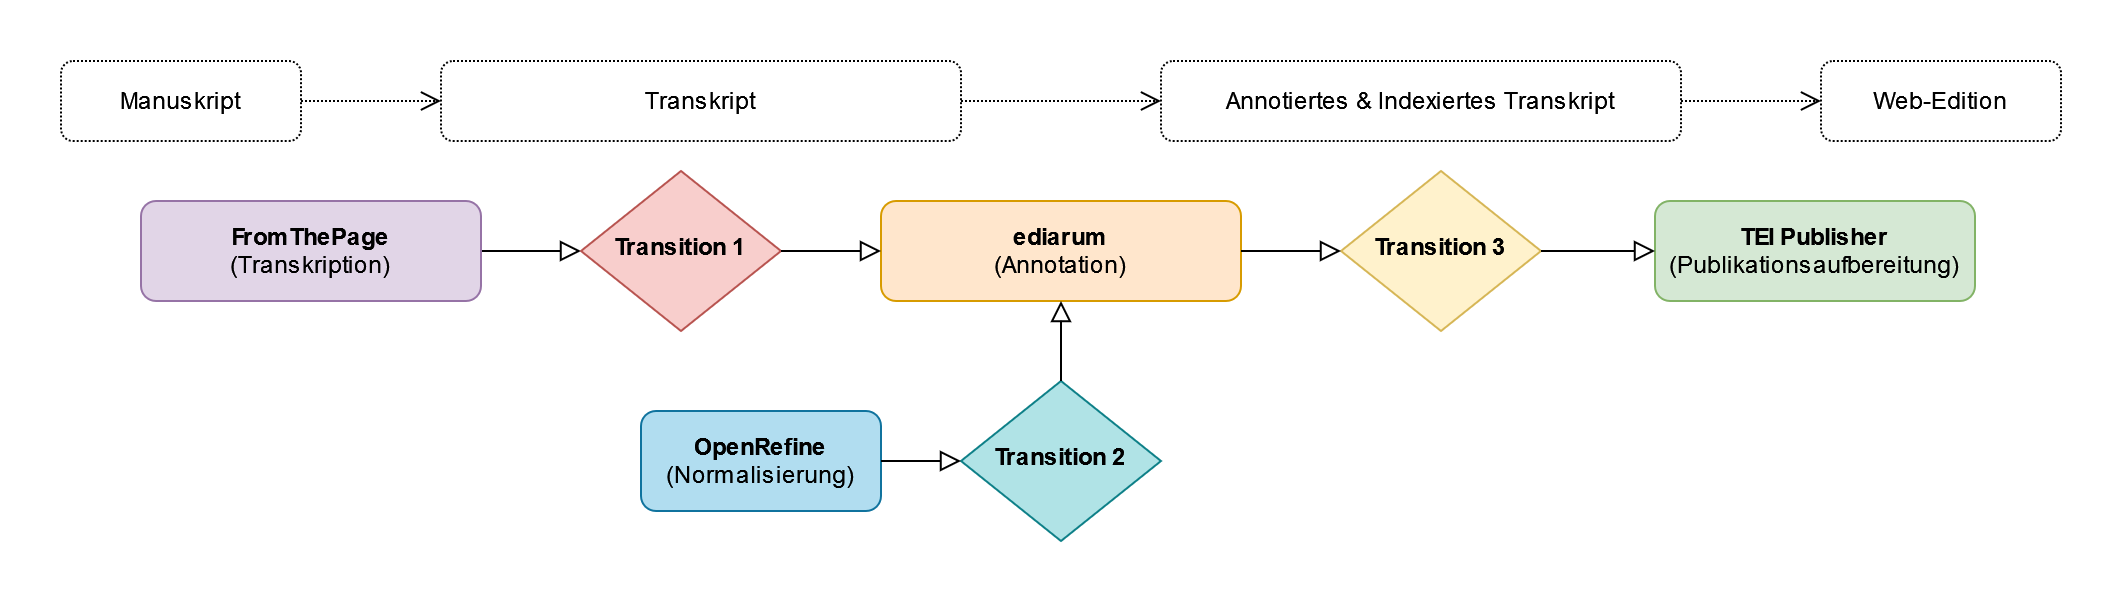 Manuskript
Transkript
Annotiertes & Indexiertes Transkript
Web-Edition
FromThePage
(Transkription)
Transition 1
ediarum
(Annotation)
Transition 3
TEI Publisher
(Publikationsaufbereitung)
OpenRefine
(Normalisierung)
Transition 2